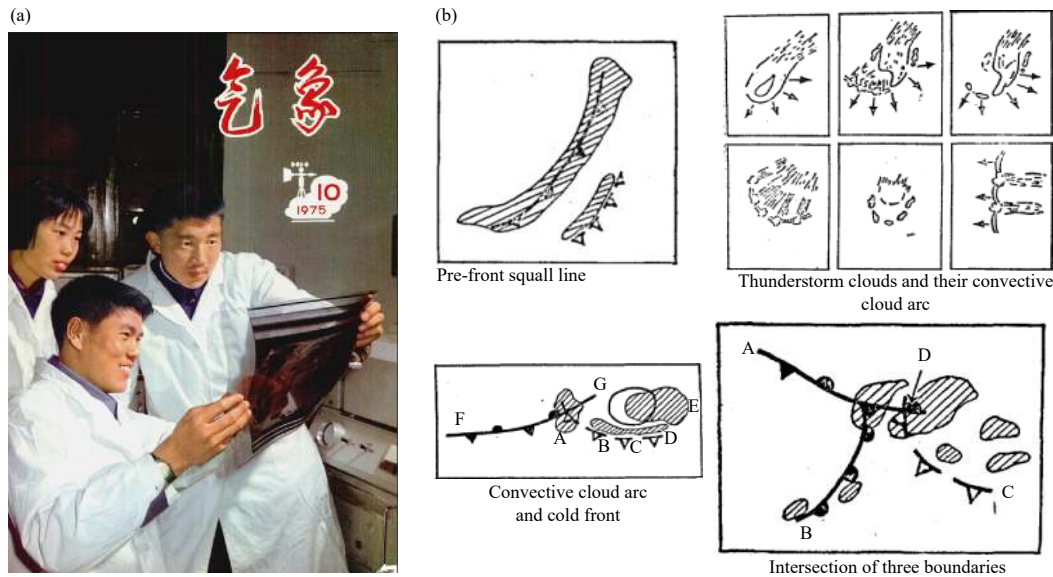 (a)
气象
10
1975
(b)
Pre-front squall line
Thunderstorm clouds and their convective
cloud arc
F
G
A
B
C
D
E
Convective cloud arc
and cold front
A
D
C
B
Intersection of three boundaries